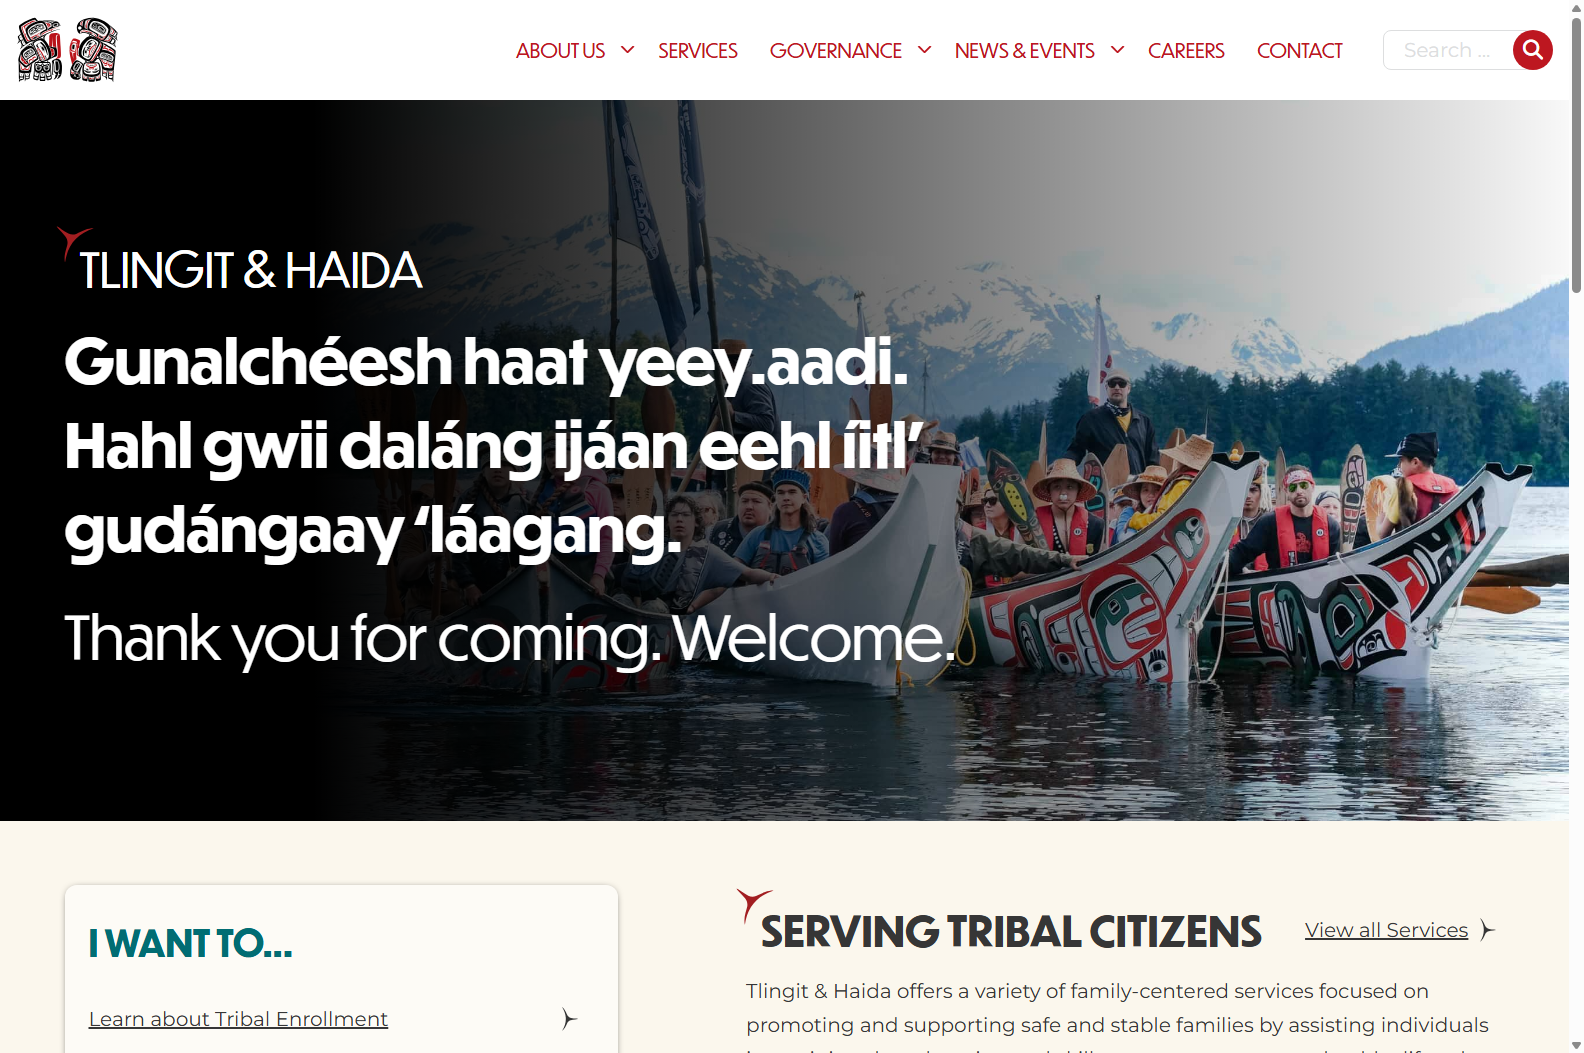 ABOUT US SERVICES GOVERNANCE NEWS & EVENTS CAREERS CONTACT Search ...
TLINGIT & HAIDA
Gunalchéesh haat yeey.aadi.
Hahl gwii daláng ijáan eehl íitl’
gudángaay ‘láagang.
Thank you for coming. Welcome.
I WANT TO...
Learn about Tribal Enrollment
SERVING TRIBAL CITIZENS
View all Services
Tlingit & Haida offers a variety of family-centered services focused on
promoting and supporting safe and stable families by assisting individuals